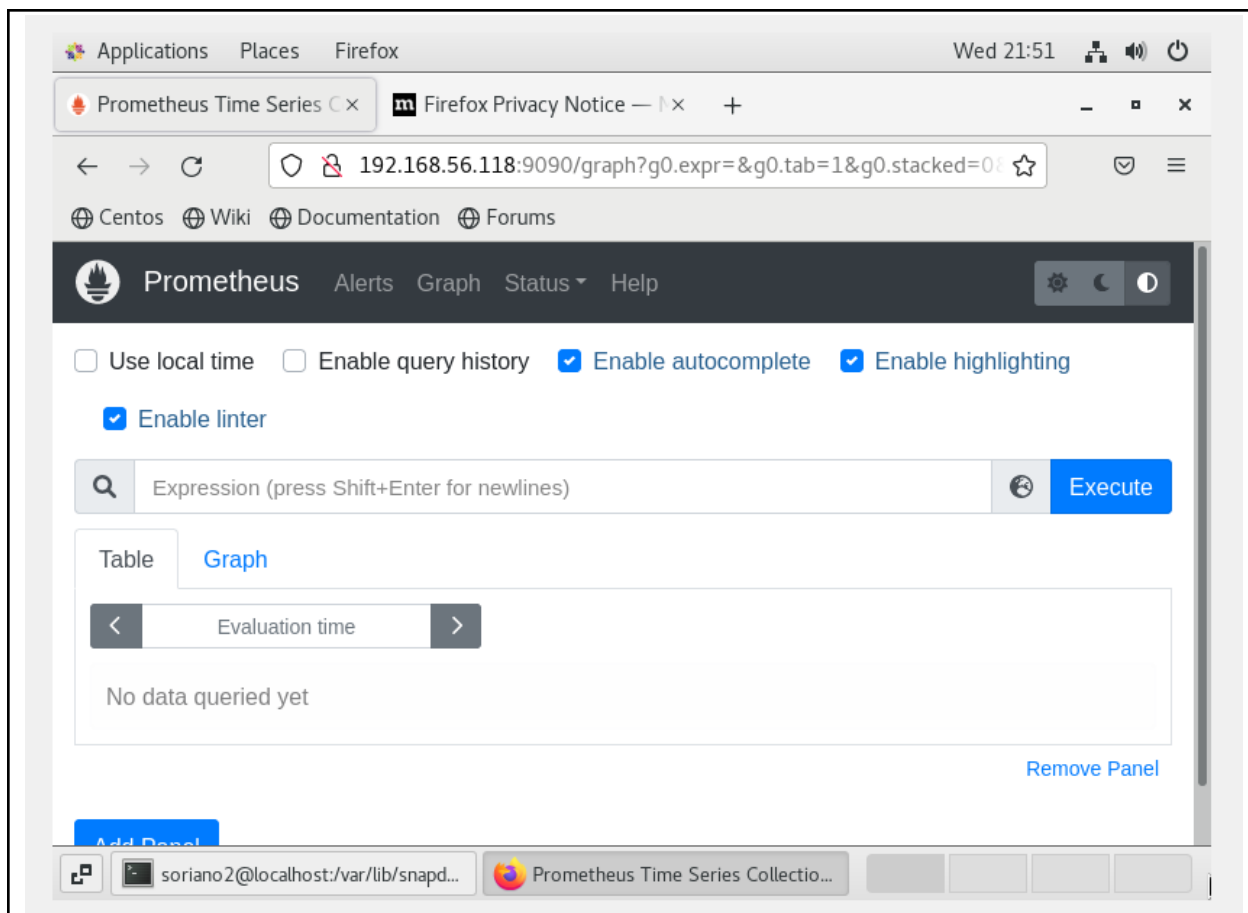 Applications Places Firefox Wed 21:51
Prometheus Time Series C Firefox Privacy Notice —
192.168.56.118:9090/graph?g0.expr=&g0.tab=1&g0.stacked=0
Centos Wiki Documentation Forums
Prometheus Alerts Graph Status Help
Use local time Enable query history Enable autocomplete Enable highlighting
Enable linter
Expression (press Shift+Enter for newlines) Execute
Table Graph
Evaluation time
No data queried yet
Remove Panel
Add Panel
soriano2@localhost:/var/lib/snapd... Prometheus Time Series Collectio...